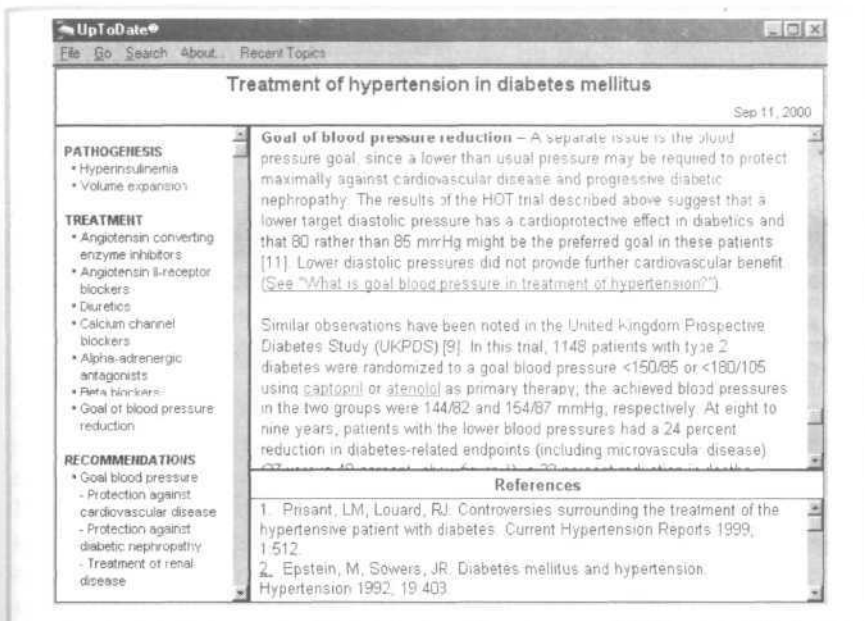 UpToDate®
File Go Search About... Recent Topics
Treatment of hypertension in diabetes mellitus
Sep 11, 2000
PATHOGENESIS
• Hyperinsulinemia
• Volume expansion
TREATMENT
• Angiotensin converting
enzyme inhibitors
• Angiotensin II-receptor
blockers
• Diuretics
• Calcium channel
blockers
• Alpha-adrenergic
antagonists
• Beta blockers
• Goal of blood pressure
reduction
RECOMMENDATIONS
• Goal blood pressure
- Protection against
cardiovascular disease
- Protection against
diabetic nephropathy
- Treatment of renal
disease
Goal of blood pressure reduction – A separate issue is the blood
pressure goal, since a lower than usual pressure may be required to protect
maximally against cardiovascular disease and progressive diabetic
nephropathy. The results of the HOT trial described above suggest that a
lower target diastolic pressure has a cardioprotective effect in diabetics and
that 80 rather than 85 mmHg might be the preferred goal in these patients
[11]. Lower diastolic pressures did not provide further cardiovascular benefit.
(See "What is goal blood pressure in treatment of hypertension?").
Similar observations have been noted in the United Kingdom Prospective
Diabetes Study (UKPDS) [9]. In this trial, 1148 patients with type 2
diabetes were randomized to a goal blood pressure <150/85 or <180/105
using captopril or atenolol as primary therapy; the achieved blood pressures
in the two groups were 144/82 and 154/87 mmHg, respectively. At eight to
nine years, patients with the lower blood pressures had a 24 percent
reduction in diabetes-related endpoints (including microvascular disease)
References
1. Prisant, LM, Louard, RJ. Controversies surrounding the treatment of the
hypertensive patient with diabetes. Current Hypertension Reports 1999;
1:512.
2. Epstein, M, Sowers, JR. Diabetes mellitus and hypertension.
Hypertension 1992; 19:403.